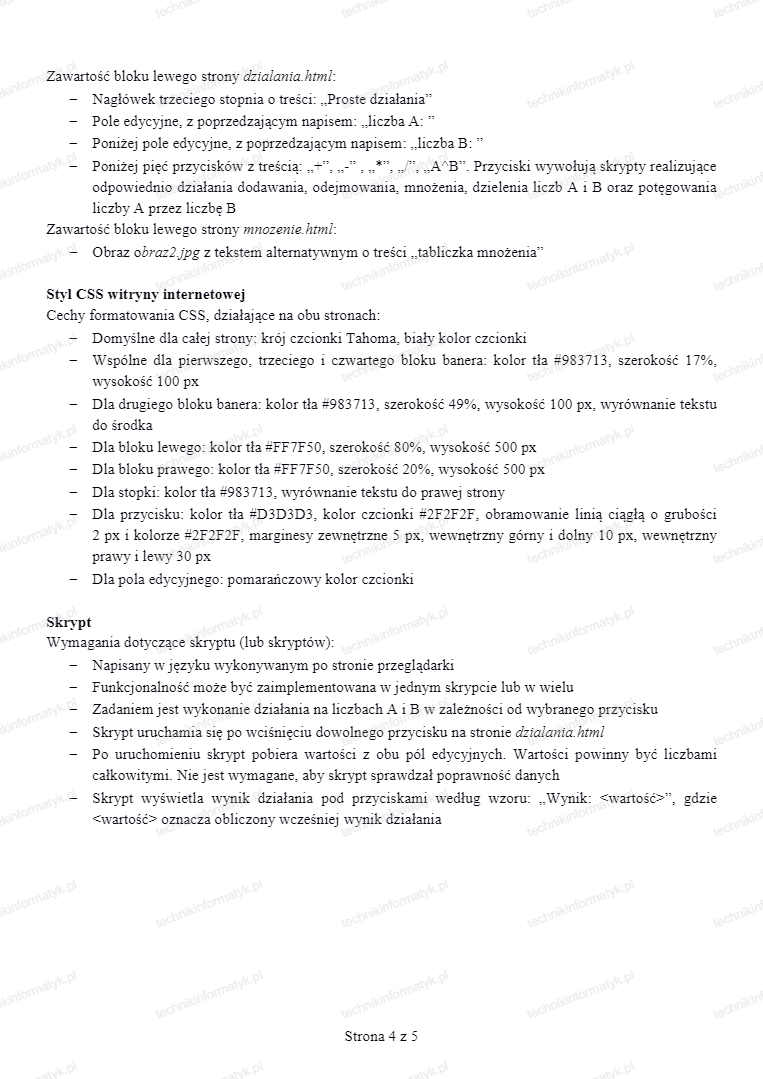 Zawartość bloku lewego strony dzialania.html:
– Nagłówek trzeciego stopnia o treści: „Proste działania”
– Pole edycyjne, z poprzedzającym napisem: „liczba A: ”
– Poniżej pole edycyjne, z poprzedzającym napisem: „liczba B: ”
– Poniżej pięć przycisków z treścią: „+”, „-” , „*”, „/”, „A^B”. Przyciski wywołują skrypty realizujące
odpowiednio działania dodawania, odejmowania, mnożenia, dzielenia liczb A i B oraz potęgowania
liczby A przez liczbę B
Zawartość bloku lewego strony mnozenie.html:
– Obraz obraz2.jpg z tekstem alternatywnym o treści „tabliczka mnożenia”
Styl CSS witryny internetowej
Cechy formatowania CSS, działające na obu stronach:
– Domyślne dla całej strony: krój czcionki Tahoma, biały kolor czcionki
– Wspólne dla pierwszego, trzeciego i czwartego bloku banera: kolor tła #983713, szerokość 17%,
wysokość 100 px
– Dla drugiego bloku banera: kolor tła #983713, szerokość 49%, wysokość 100 px, wyrównanie tekstu
do środka
– Dla bloku lewego: kolor tła #FF7F50, szerokość 80%, wysokość 500 px
– Dla bloku prawego: kolor tła #FF7F50, szerokość 20%, wysokość 500 px
– Dla stopki: kolor tła #983713, wyrównanie tekstu do prawej strony
– Dla przycisku: kolor tła #D3D3D3, kolor czcionki #2F2F2F, obramowanie linią ciągłą o grubości
2 px i kolorze #2F2F2F, marginesy zewnętrzne 5 px, wewnętrzny górny i dolny 10 px, wewnętrzny
prawy i lewy 30 px
– Dla pola edycyjnego: pomarańczowy kolor czcionki
Skrypt
Wymagania dotyczące skryptu (lub skryptów):
– Napisany w języku wykonywanym po stronie przeglądarki
– Funkcjonalność może być zaimplementowana w jednym skrypcie lub w wielu
– Zadaniem jest wykonanie działania na liczbach A i B w zależności od wybranego przycisku
– Skrypt uruchamia się po wciśnięciu dowolnego przycisku na stronie dzialania.html
– Po uruchomieniu skrypt pobiera wartości z obu pól edycyjnych. Wartości powinny być liczbami
całkowitymi. Nie jest wymagane, aby skrypt sprawdzał poprawność danych
– Skrypt wyświetla wynik działania pod przyciskami według wzoru: „Wynik: <wartość>”, gdzie
<wartość> oznacza obliczony wcześniej wynik działania
Strona 4 z 5
technikinformatyk.pl